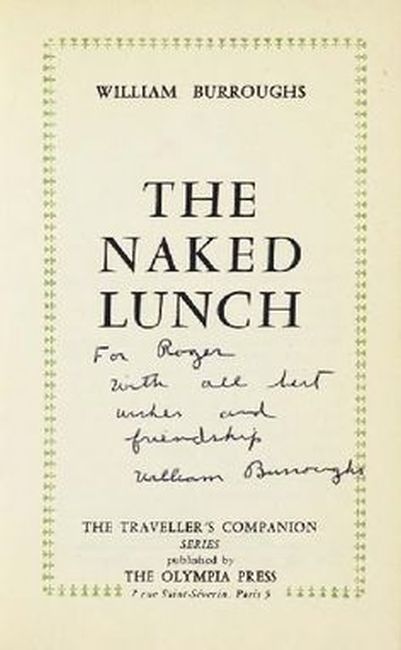 WILLIAM BURROUGHS
THE
NAKED
LUNCH
For Roger
with all best
wishes and
friendship
William Burroughs
THE TRAVELLER'S COMPANION
SERIES
published by
THE OLYMPIA PRESS
7 rue Saint-Séverin, Paris 5